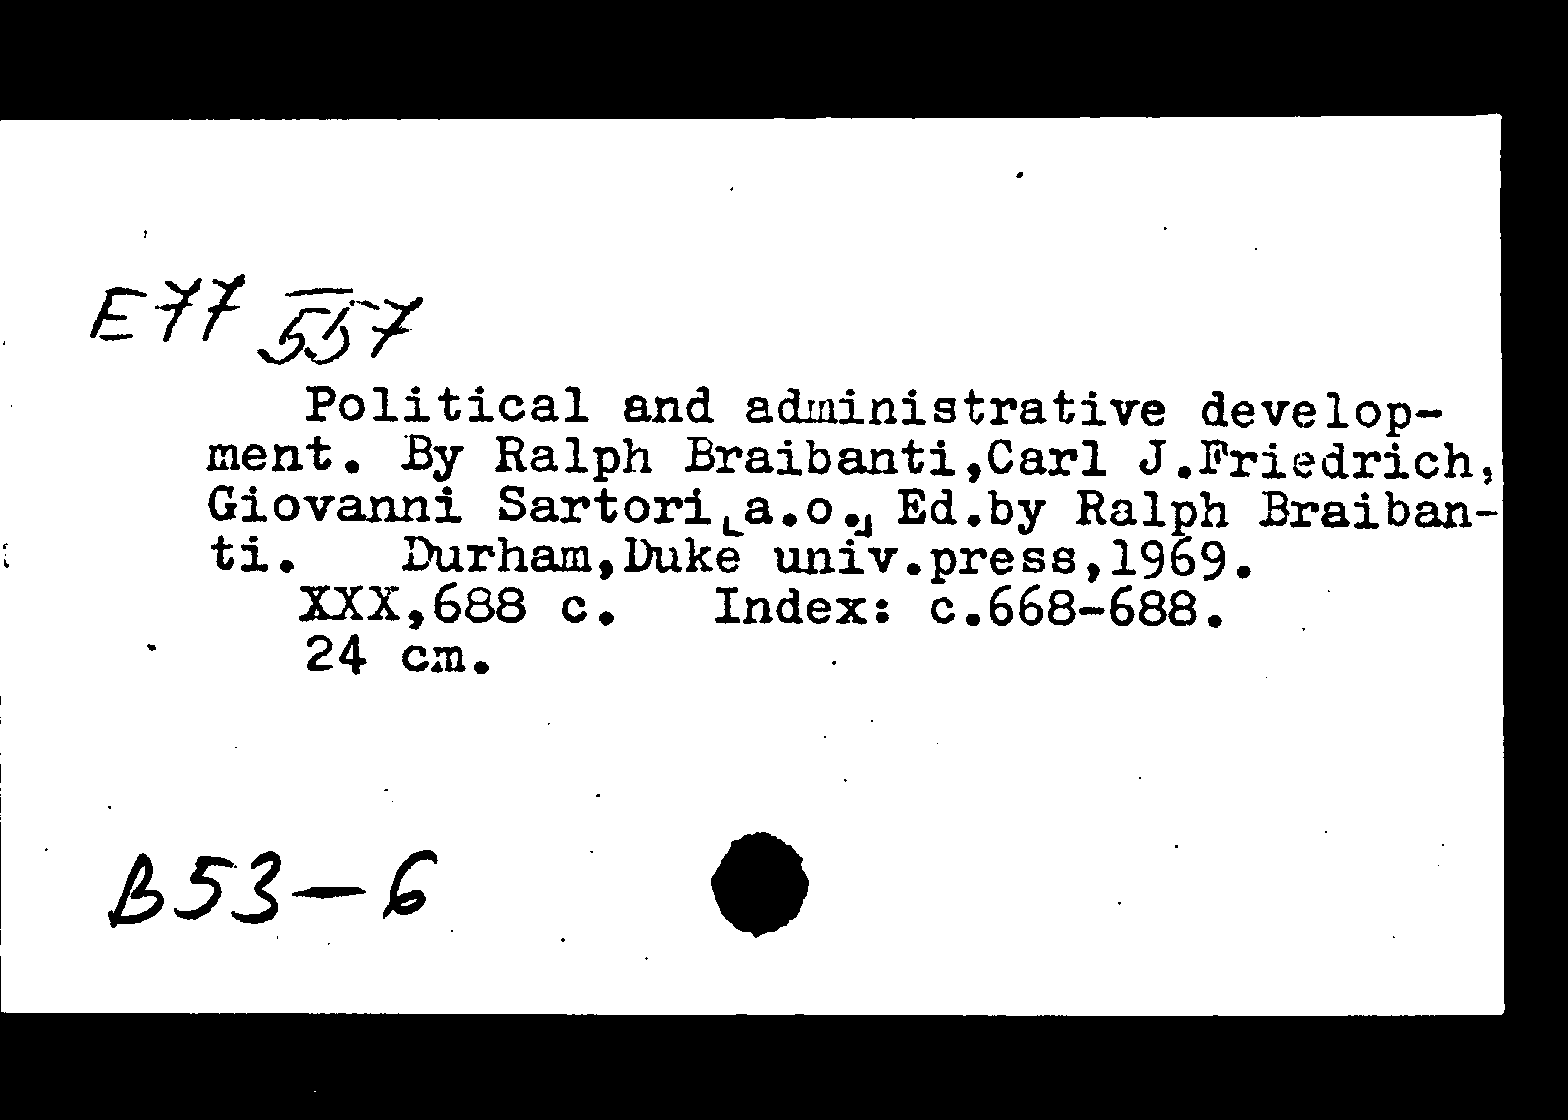 E77 557
Political and administrative develop-
ment. By Ralph Braibanti,Carl J.Friedrich,
Giovanni Sartori [a.o.] Ed.by Ralph Braiban-
ti. Durham,Duke univ.press,1969.
XXX,688 c. Index: c.668-688.
24 cm.
B53-6